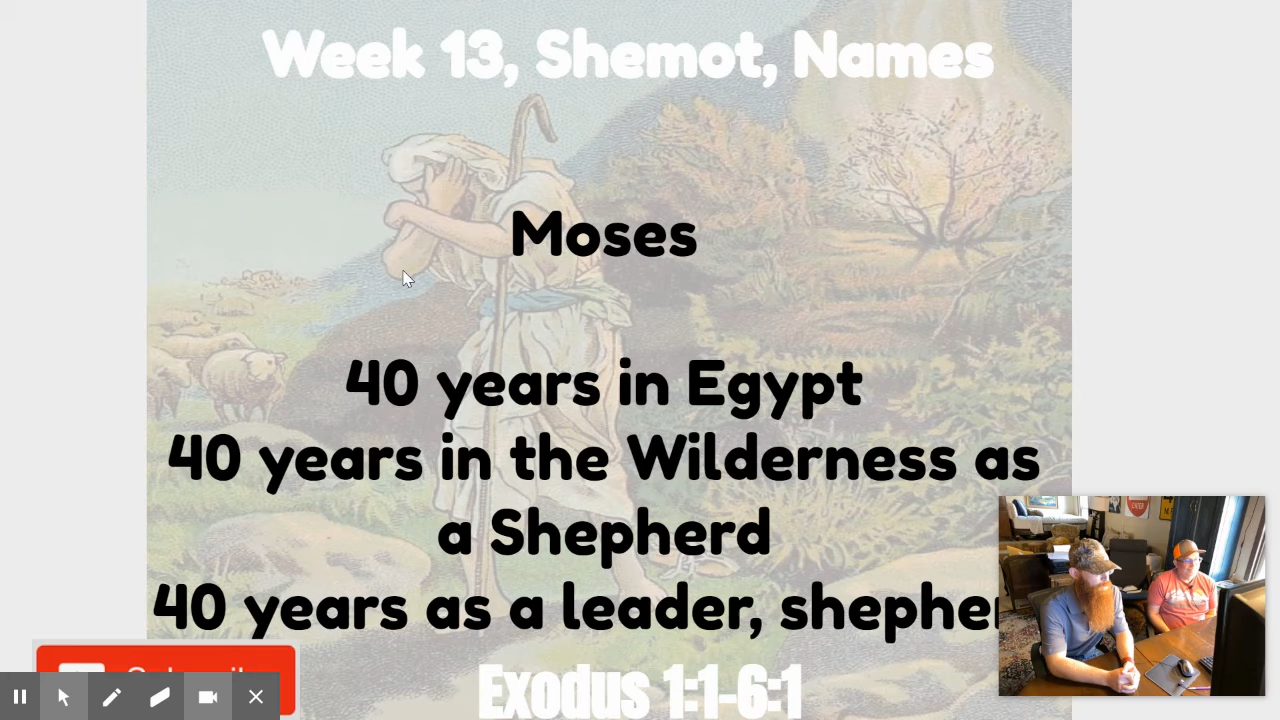 Week 13, Shemot, Names
Moses
40 years in Egypt
40 years in the Wilderness as
a Shepherd
40 years as a leader,
Exodus 1:1-6:1